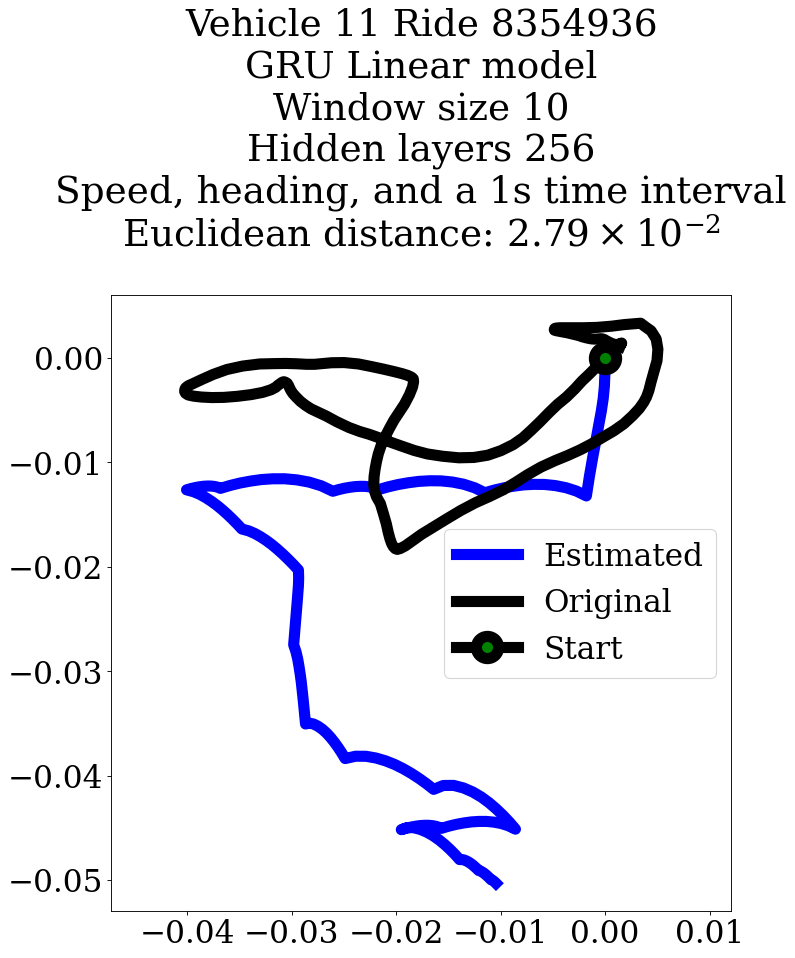 Vehicle 11 Ride 8354936
GRU Linear model
Window size 10
Hidden layers 256
Speed, heading, and a 1s time interval
Euclidean distance: 2.79 × 10⁻²
0.00
−0.01
−0.02
−0.03
−0.04
−0.05
Estimated
Original
Start
−0.04 −0.03 −0.02 −0.01 0.00 0.01